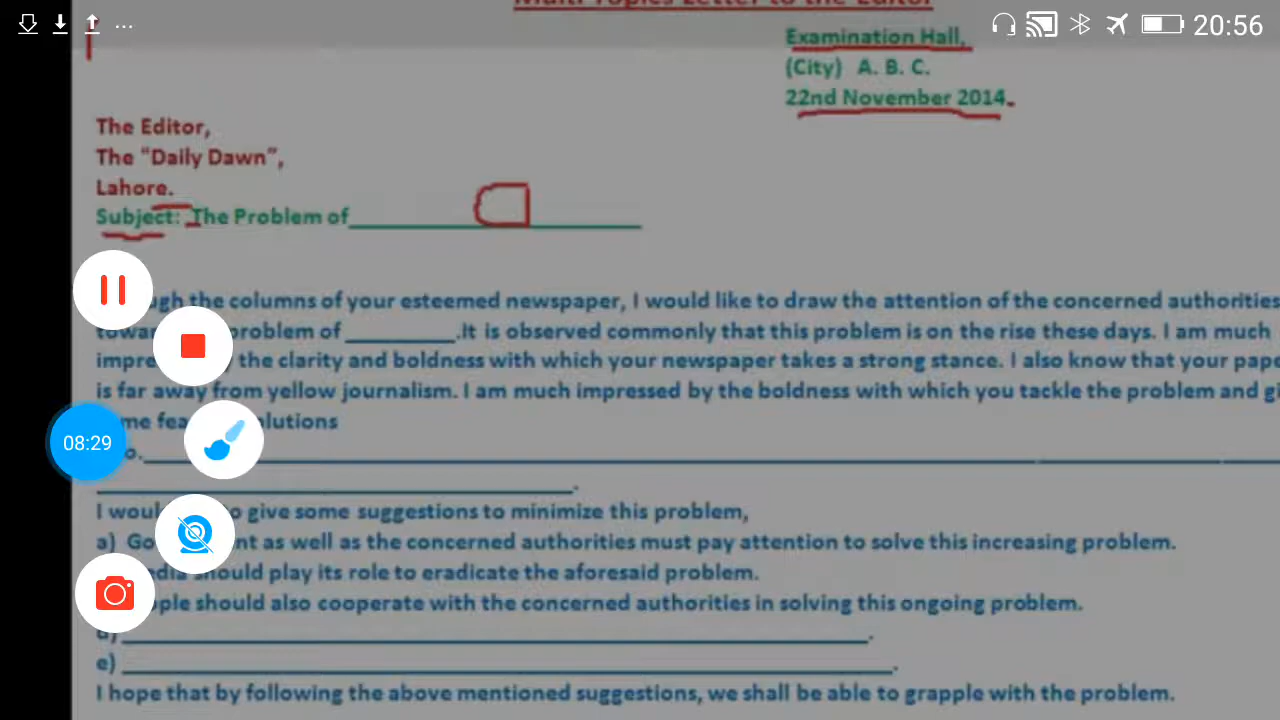 20:56
Multi Topics Letter to the Editor
Examination Hall,
(City) A. B. C.
22nd November 2014.
The Editor,
The "Daily Dawn",
Lahore.
Subject: The Problem of
the columns of your esteemed newspaper, I would like to draw the attention of the concerned authorities
problem of .It is observed commonly that this problem is on the rise these days. I am much
the clarity and boldness with which your newspaper takes a strong stance. I also know that your
is far away from yellow journalism. I am much impressed by the boldness with which you tackle the problem and
08:29
I to give some suggestions to minimize this problem,
a) as well as the concerned authorities must pay attention to solve this increasing problem.
should play its role to eradicate the aforesaid problem.
should also cooperate with the concerned authorities in solving this ongoing problem.
d) .
e) .
I hope that by following the above mentioned suggestions, we shall be able to grapple with the problem.